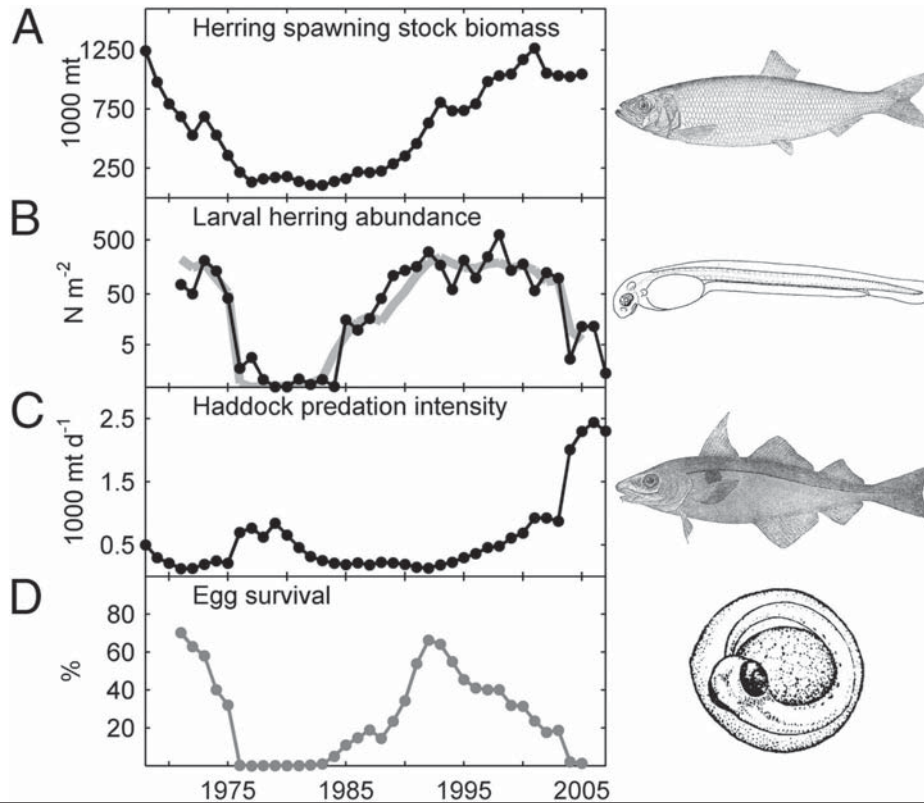 A
Herring spawning stock biomass
1000 mt
1250
750
250
B
Larval herring abundance
N m⁻²
500
50
5
C
Haddock predation intensity
1000 mt d⁻¹
2.5
1.5
0.5
D
Egg survival
%
80
60
40
20
1975
1985
1995
2005